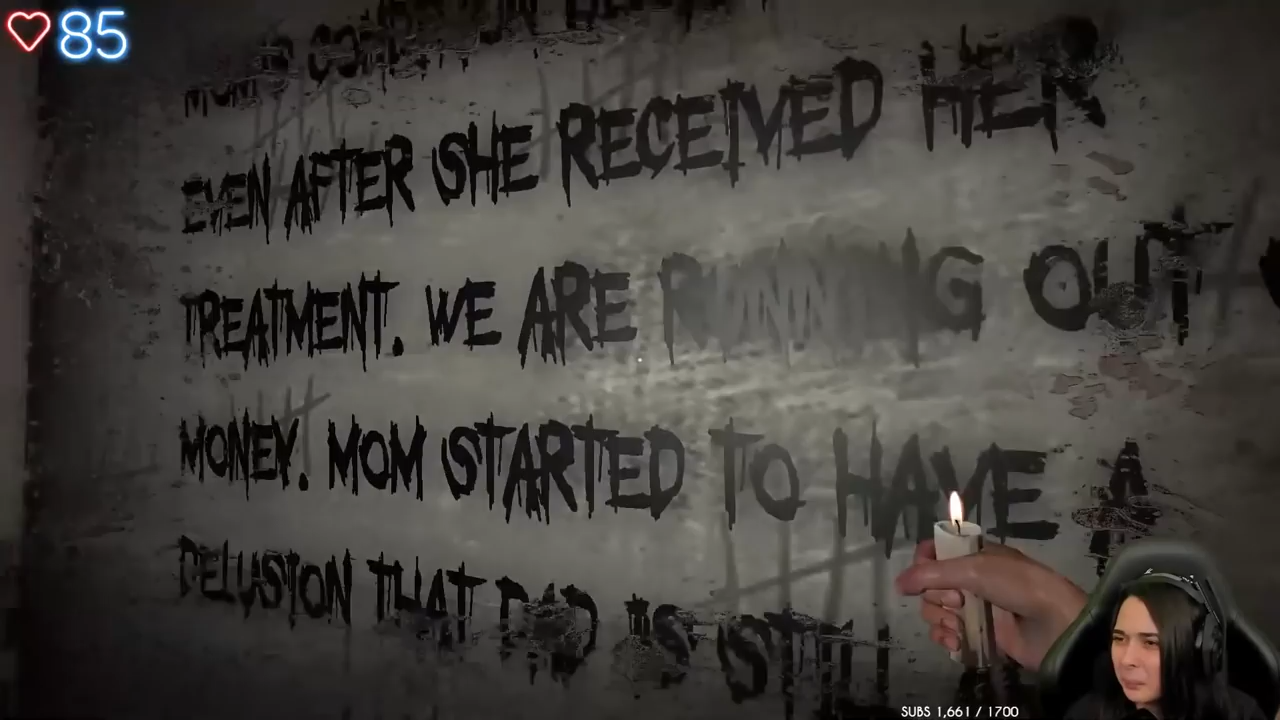 85
EVEN AFTER SHE RECEIVED HER
TREATMENT. WE ARE RUNNING OUT
MONEY. MOM STARTED TO HAVE A
DELUSION THAT DAD IS STILL
SUBS 1,661 / 1700